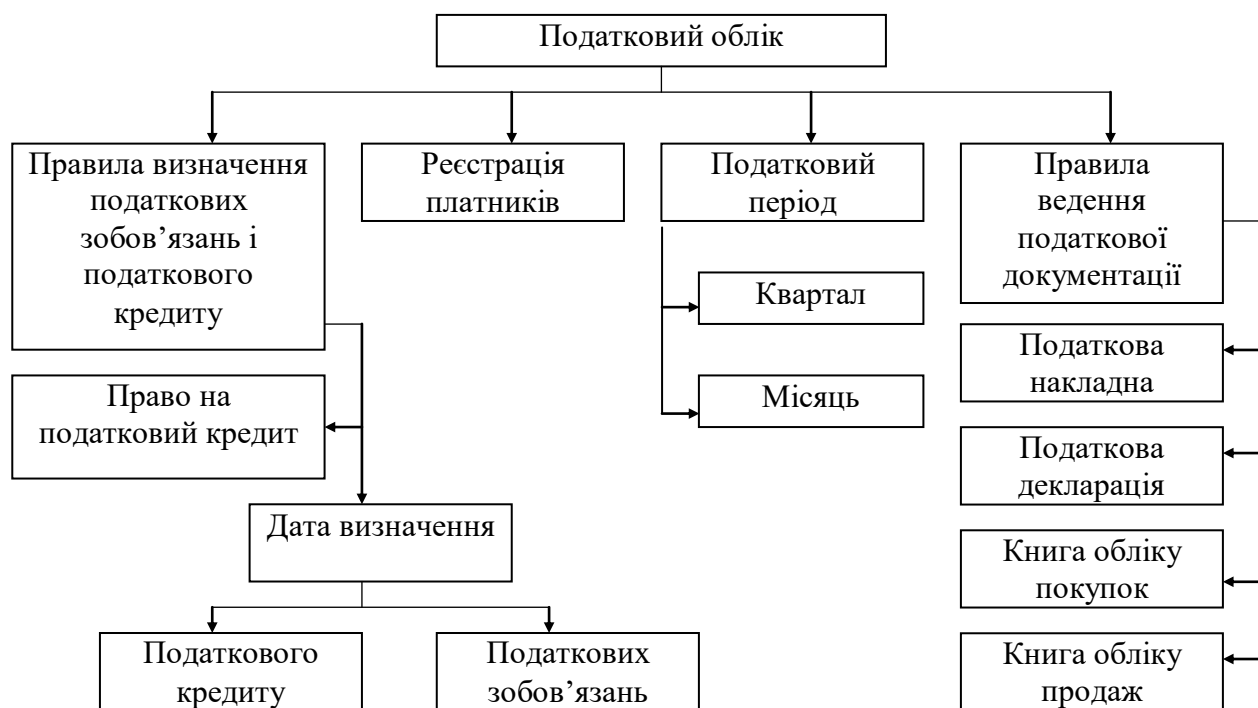 Податковий облік
Правила визначення
податкових
зобов’язань і
податкового
кредиту
Реєстрація
платників
Податковий
період
Правила
ведення
податкової
документації
Квартал
Місяць
Право на
податковий кредит
Дата визначення
Податкового
кредиту
Податкових
зобов’язань
Податкова
накладна
Податкова
декларація
Книга обліку
покупок
Книга обліку
продаж